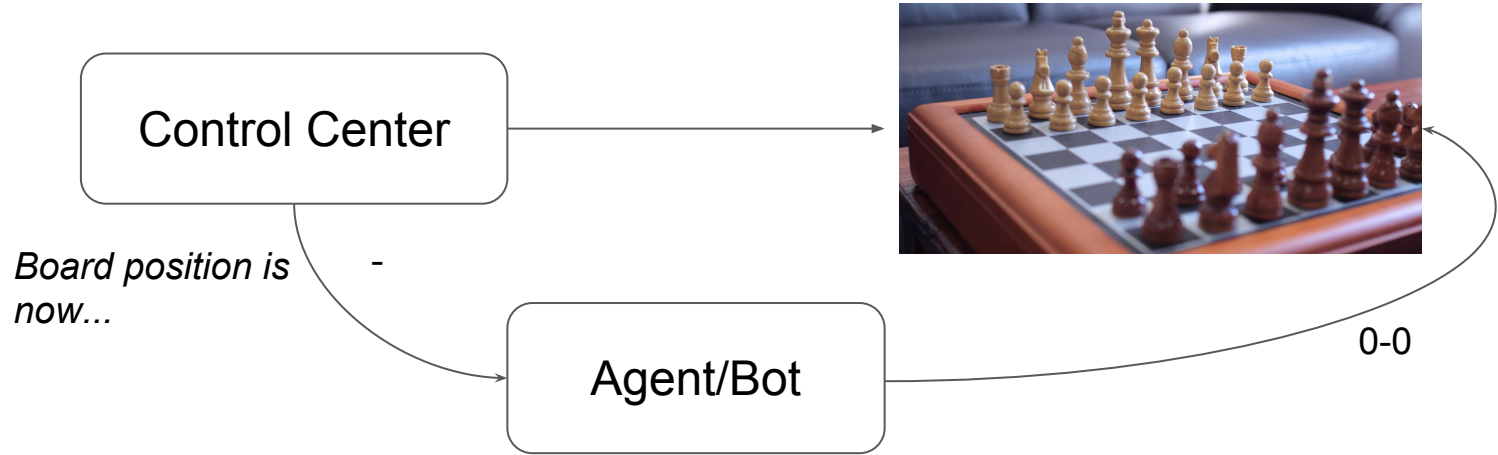 Control Center
Board position is
now...
-
Agent/Bot
0-0